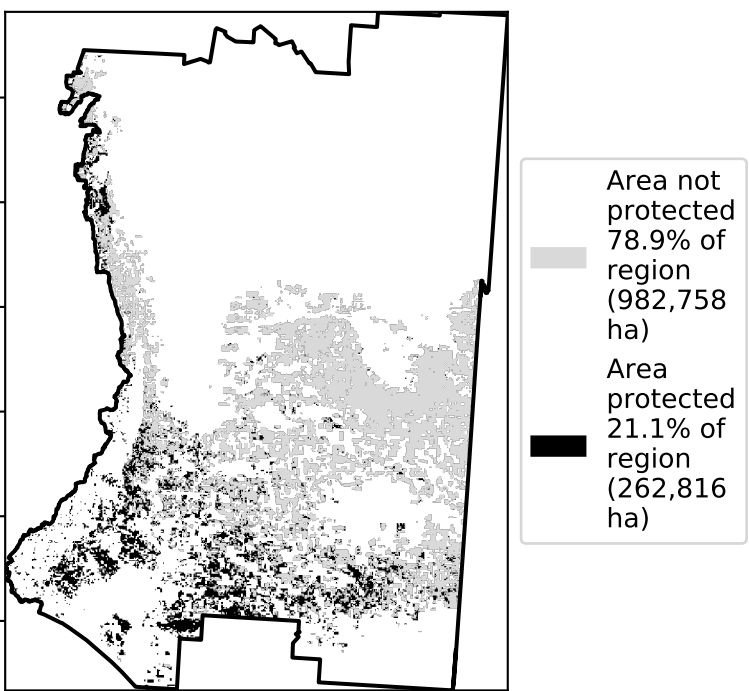 Area not
protected
78.9% of
region
(982,758
ha)
Area
protected
21.1% of
region
(262,816
ha)